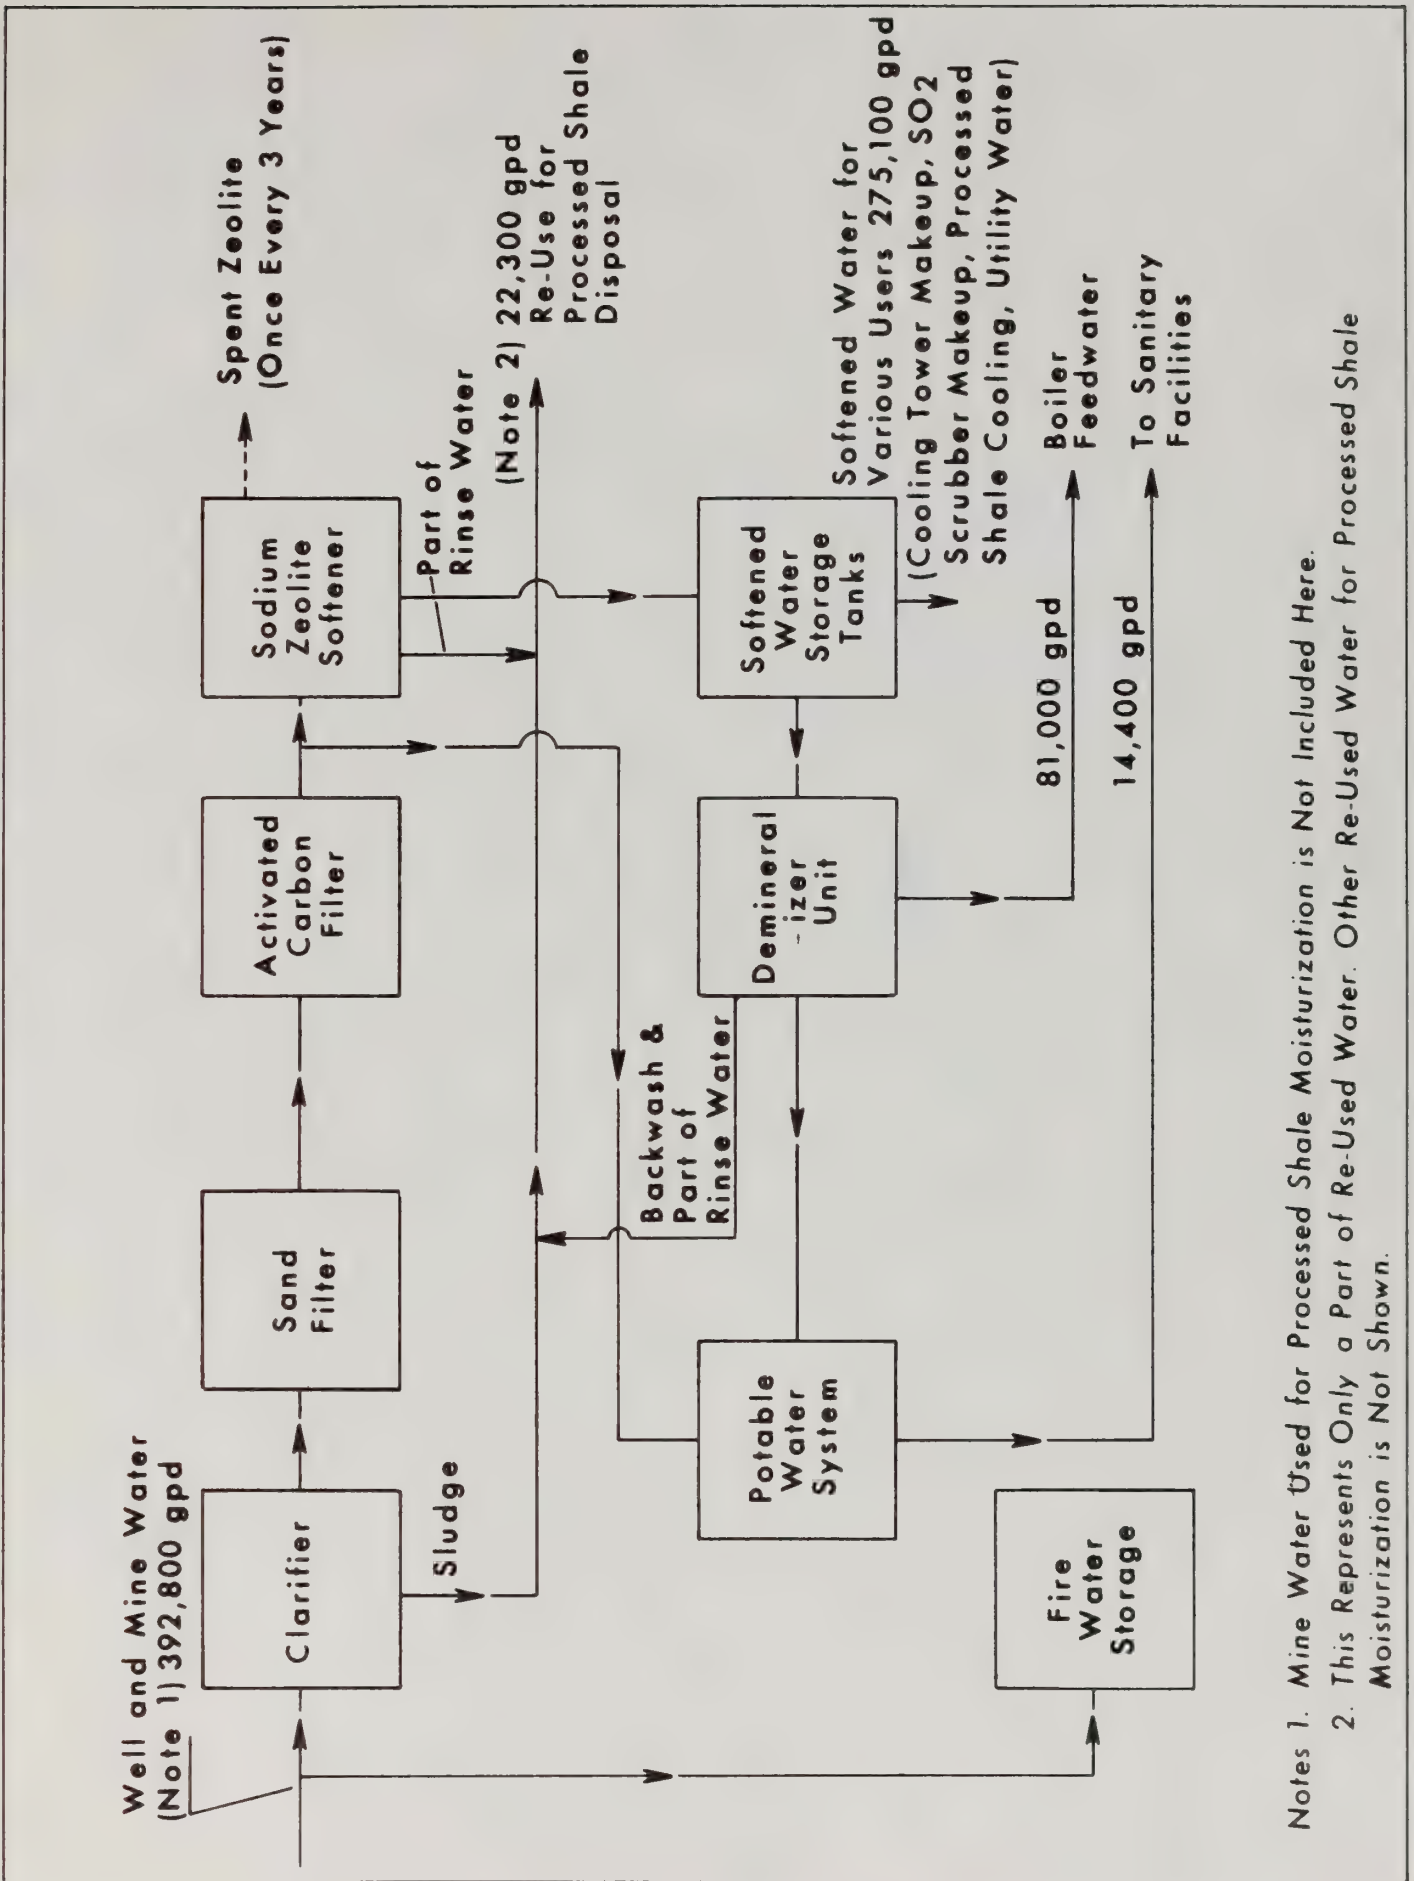 Well and Mine Water
(Note 1) 392,800 gpd
Clarifier
Sand
Filter
Activated
Carbon
Filter
Sodium
Zeolite
Softener
Spent Zeolite
(Once Every 3 Years)
Sludge
Part of
Rinse Water
(Note 2) 22,300 gpd
Re-Use for
Processed Shale
Disposal
Backwash &
Part of
Rinse Water
Potable
Water
System
Demineral
-izer
Unit
Softened
Water
Storage
Tanks
Softened Water for
Various Users 275,100 gpd
(Cooling Tower Makeup, SO2
Scrubber Makeup, Processed
Shale Cooling, Utility Water)
Fire
Water
Storage
81,000 gpd
Boiler
Feedwater
14,400 gpd
To Sanitary
Facilities
Notes 1. Mine Water Used for Processed Shale Moisturization is Not Included Here.
2. This Represents Only a Part of Re-Used Water. Other Re-Used Water for Processed Shale
Moisturization is Not Shown.